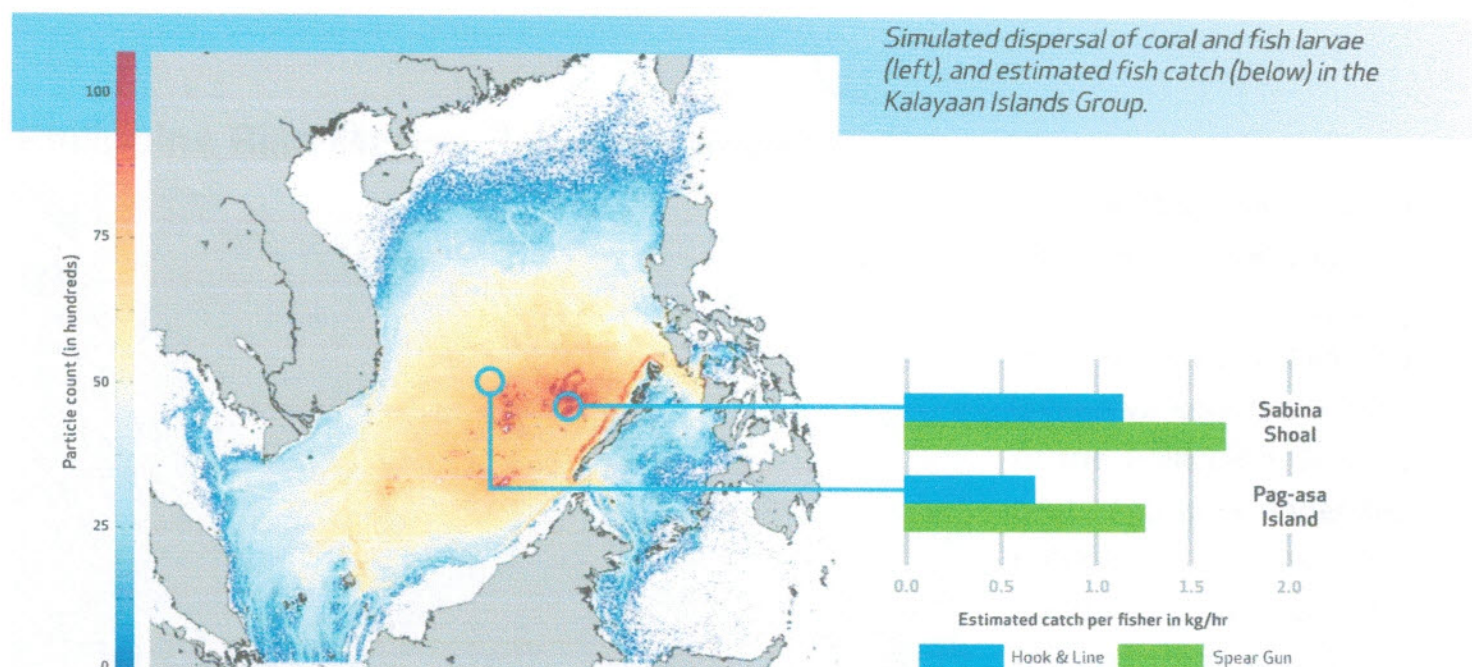 Simulated dispersal of coral and fish larvae
(left), and estimated fish catch (below) in the
Kalayaan Islands Group.
100
75
50
25
0
Particle count (in hundreds)
Sabina
Shoal
Pag-asa
Island
0.0 0.5 1.0 1.5 2.0
Estimated catch per fisher in kg/hr
Hook & Line Spear Gun